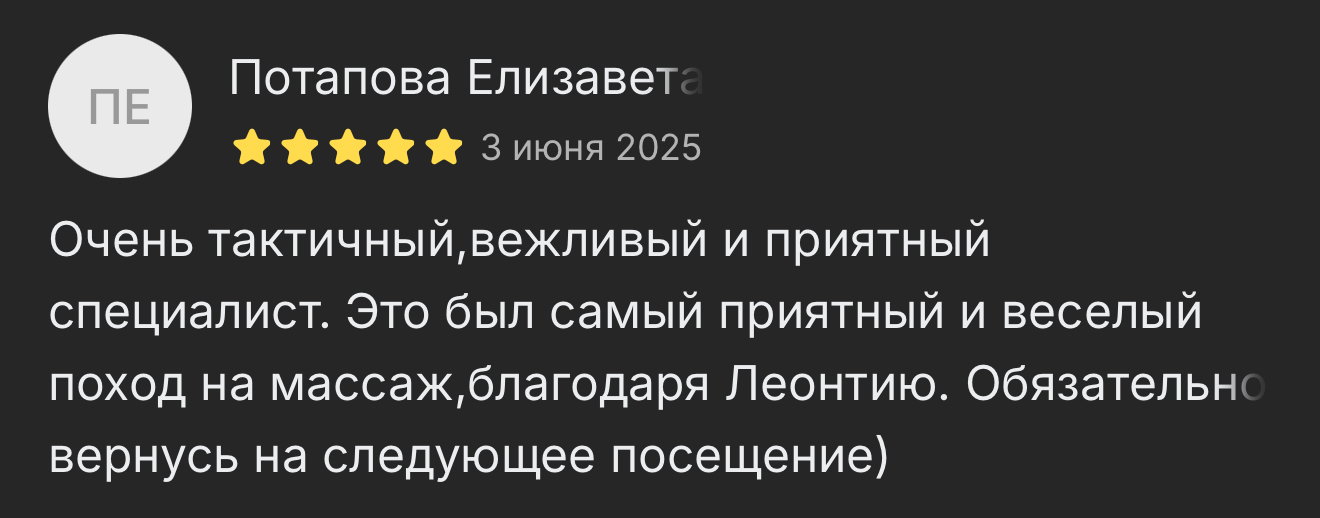 ПЕ
Потапова Елизавета
3 июня 2025
Очень тактичный,вежливый и приятный
специалист. Это был самый приятный и веселый
поход на массаж,благодаря Леонтию. Обязательно
вернусь на следующее посещение)